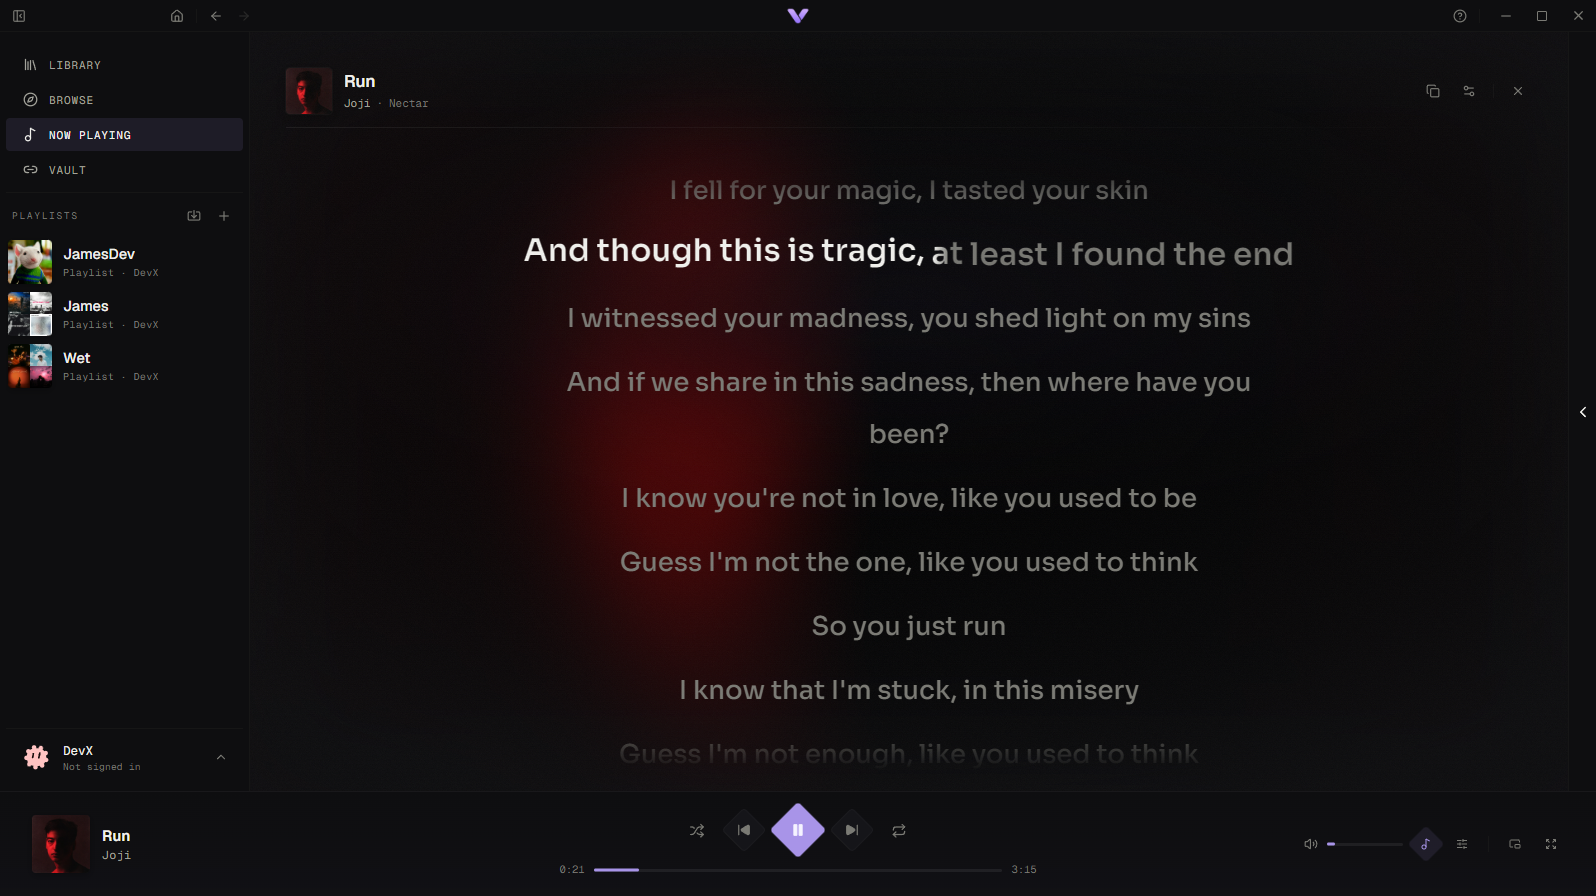 LIBRARY
BROWSE
NOW PLAYING
VAULT
PLAYLISTS
JamesDev
Playlist · DevX
James
Playlist · DevX
Wet
Playlist · DevX
DevX
Not signed in
Run
Joji · Nectar
I fell for your magic, I tasted your skin
And though this is tragic, at least I found the end
I witnessed your madness, you shed light on my sins
And if we share in this sadness, then where have you
been?
I know you're not in love, like you used to be
Guess I'm not the one, like you used to think
So you just run
I know that I'm stuck, in this misery
Guess I'm not enough, like you used to think
Run
Joji
0:21
3:15